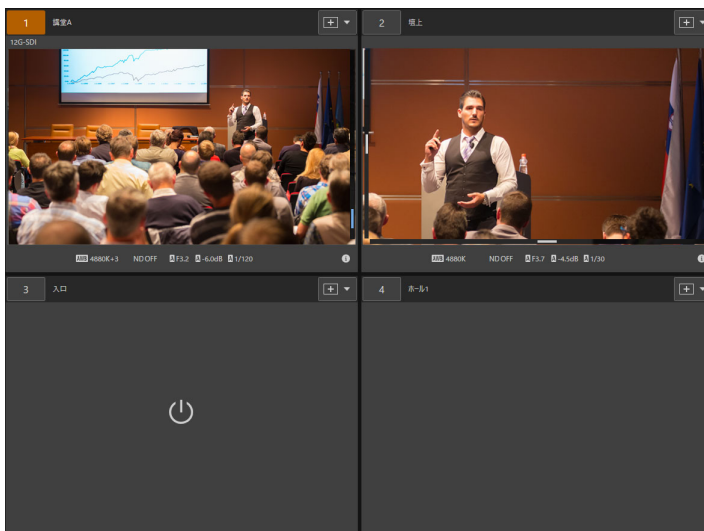 1 講堂A
2 壇上
12G-SDI
AWB 4880K+3 ND OFF A F3.2 A -6.0dB A 1/120
AWB 4880K ND OFF A F3.7 A -4.5dB A 1/30
3 入口
4 ホール1